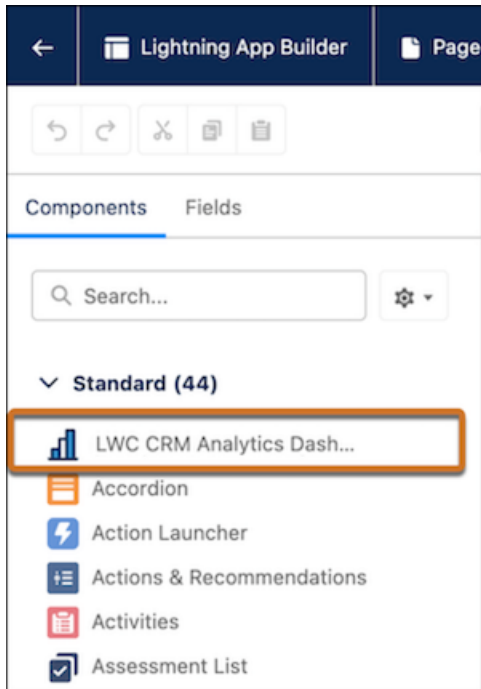 Lightning App Builder
Page
Components
Fields
Search...
Standard (44)
LWC CRM Analytics Dash...
Accordion
Action Launcher
Actions & Recommendations
Activities
Assessment List